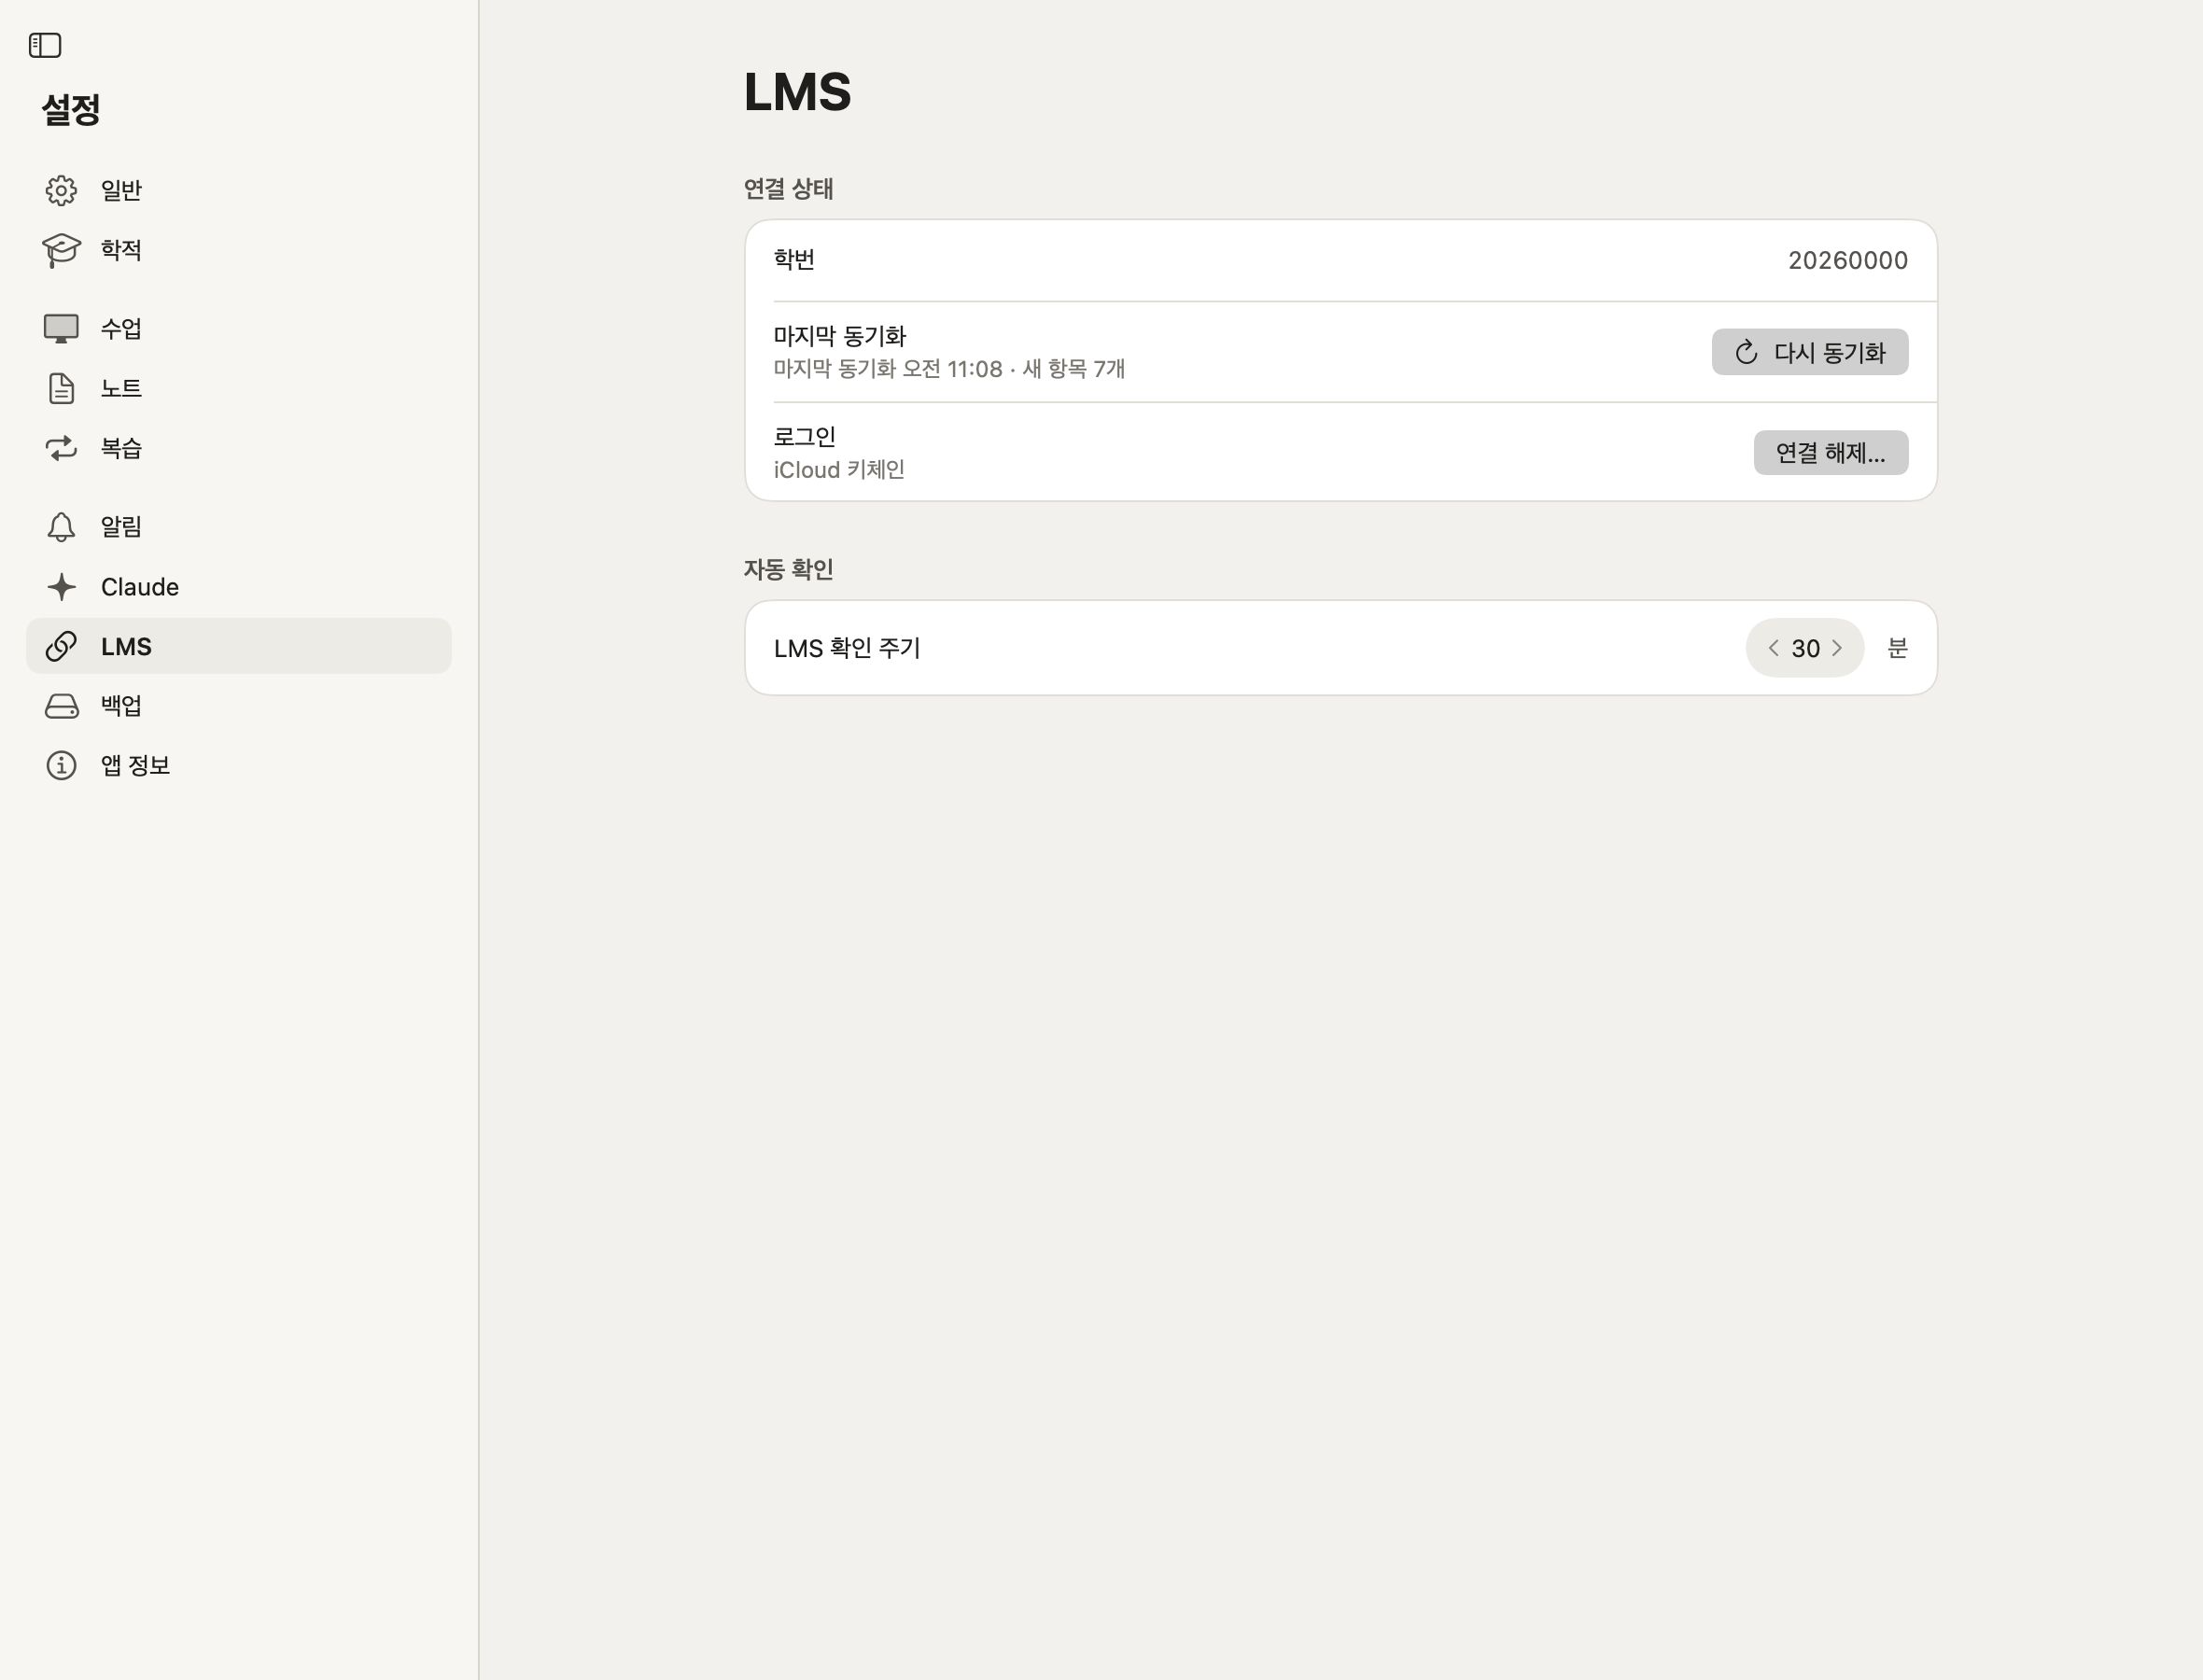 설정
일반
학적
수업
노트
복습
알림
Claude
LMS
백업
앱 정보
LMS
연결 상태
학번
20260000
마지막 동기화
마지막 동기화 오전 11:08 · 새 항목 7개
다시 동기화
로그인
iCloud 키체인
연결 해제...
자동 확인
LMS 확인 주기
30 분